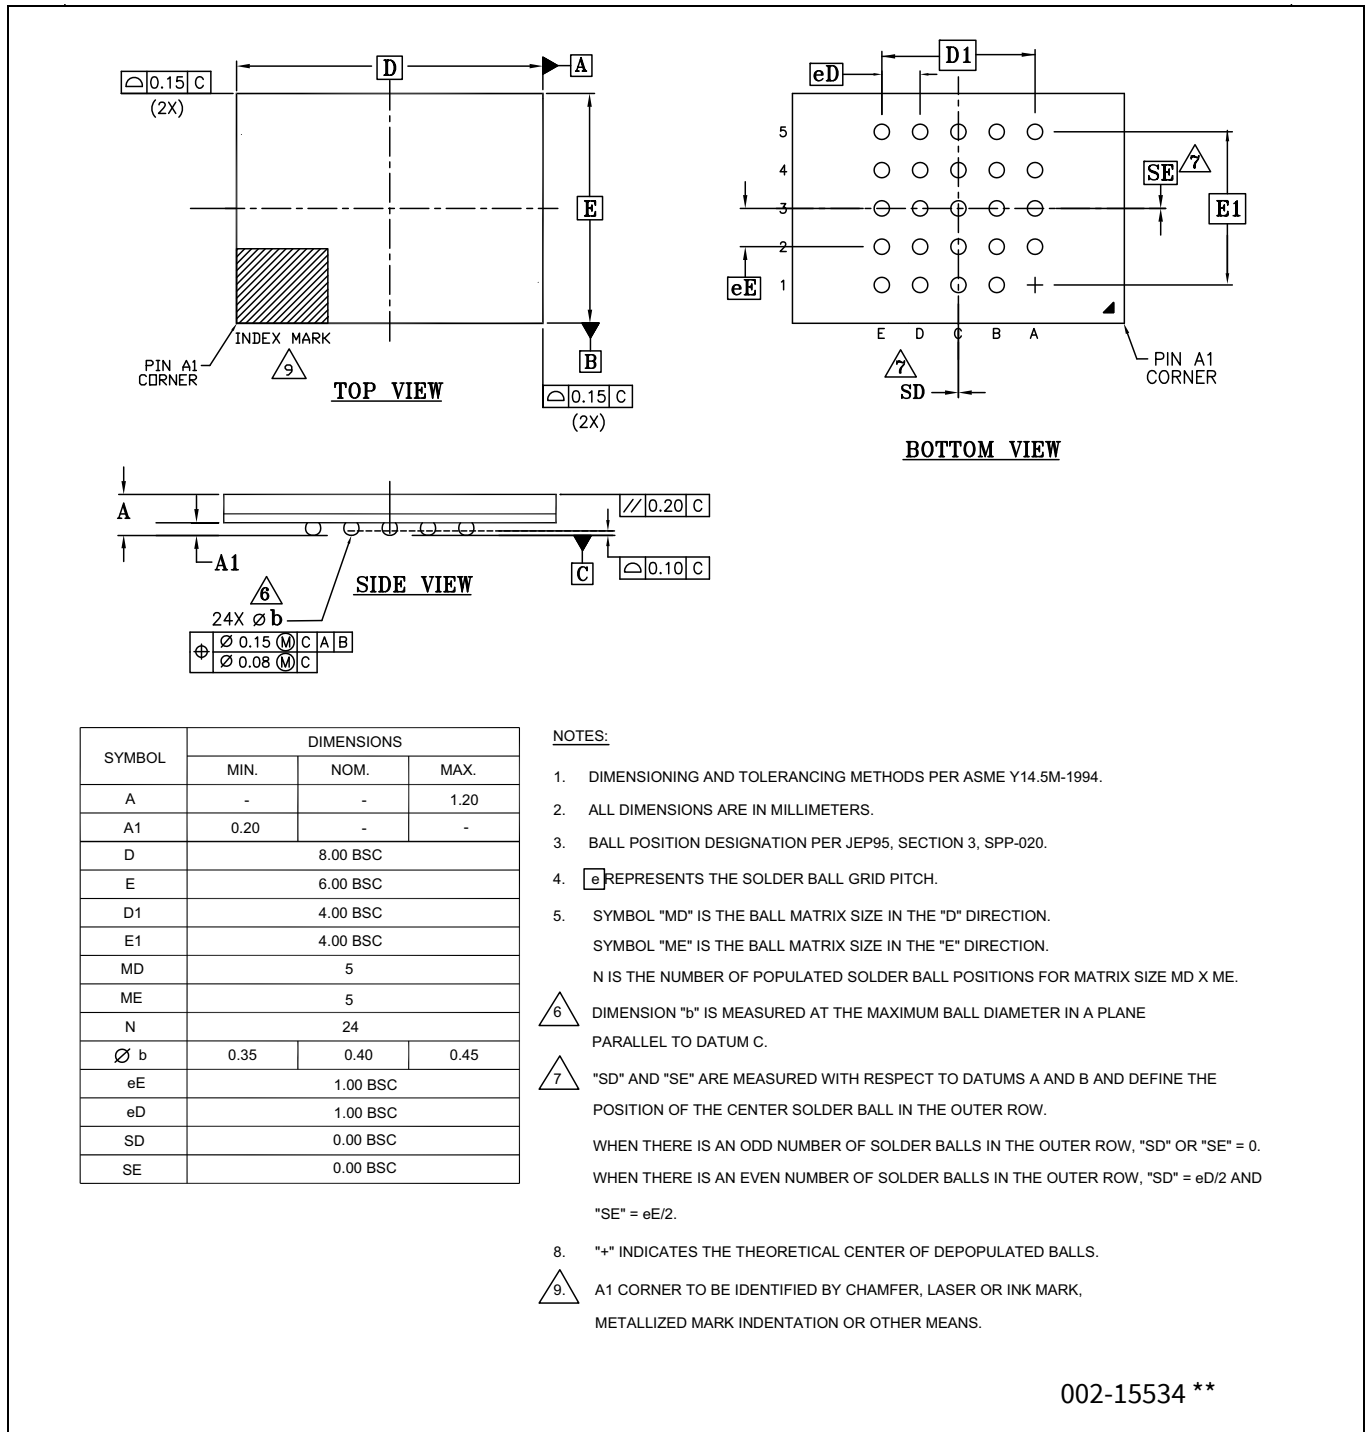 D
A
0.15 C
(2X)
E
INDEX MARK
9
PIN A1
CORNER
B
TOP VIEW
0.15 C
(2X)
D1
eD
5
4
3
2
1
SE
7
E1
eE
E D C B A
7
SD
PIN A1
CORNER
BOTTOM VIEW
A
A1
// 0.20 C
C
0.10 C
SIDE VIEW
6
24X Ø b
Ø 0.15 Ⓜ C A B
Ø 0.08 Ⓜ C
SYMBOL DIMENSIONS
MIN. NOM. MAX.
A - - 1.20
A1 0.20 - -
D 8.00 BSC
E 6.00 BSC
D1 4.00 BSC
E1 4.00 BSC
MD 5
ME 5
N 24
Ø b 0.35 0.40 0.45
eE 1.00 BSC
eD 1.00 BSC
SD 0.00 BSC
SE 0.00 BSC
NOTES:
1. DIMENSIONING AND TOLERANCING METHODS PER ASME Y14.5M-1994.
2. ALL DIMENSIONS ARE IN MILLIMETERS.
3. BALL POSITION DESIGNATION PER JEP95, SECTION 3, SPP-020.
4. e REPRESENTS THE SOLDER BALL GRID PITCH.
5. SYMBOL "MD" IS THE BALL MATRIX SIZE IN THE "D" DIRECTION.
SYMBOL "ME" IS THE BALL MATRIX SIZE IN THE "E" DIRECTION.
N IS THE NUMBER OF POPULATED SOLDER BALL POSITIONS FOR MATRIX SIZE MD X ME.
6 DIMENSION "b" IS MEASURED AT THE MAXIMUM BALL DIAMETER IN A PLANE
PARALLEL TO DATUM C.
7 "SD" AND "SE" ARE MEASURED WITH RESPECT TO DATUMS A AND B AND DEFINE THE
POSITION OF THE CENTER SOLDER BALL IN THE OUTER ROW.
WHEN THERE IS AN ODD NUMBER OF SOLDER BALLS IN THE OUTER ROW, "SD" OR "SE" = 0.
WHEN THERE IS AN EVEN NUMBER OF SOLDER BALLS IN THE OUTER ROW, "SD" = eD/2 AND
"SE" = eE/2.
8. "+" INDICATES THE THEORETICAL CENTER OF DEPOPULATED BALLS.
9. A1 CORNER TO BE IDENTIFIED BY CHAMFER, LASER OR INK MARK,
METALLIZED MARK INDENTATION OR OTHER MEANS.
002-15534 **